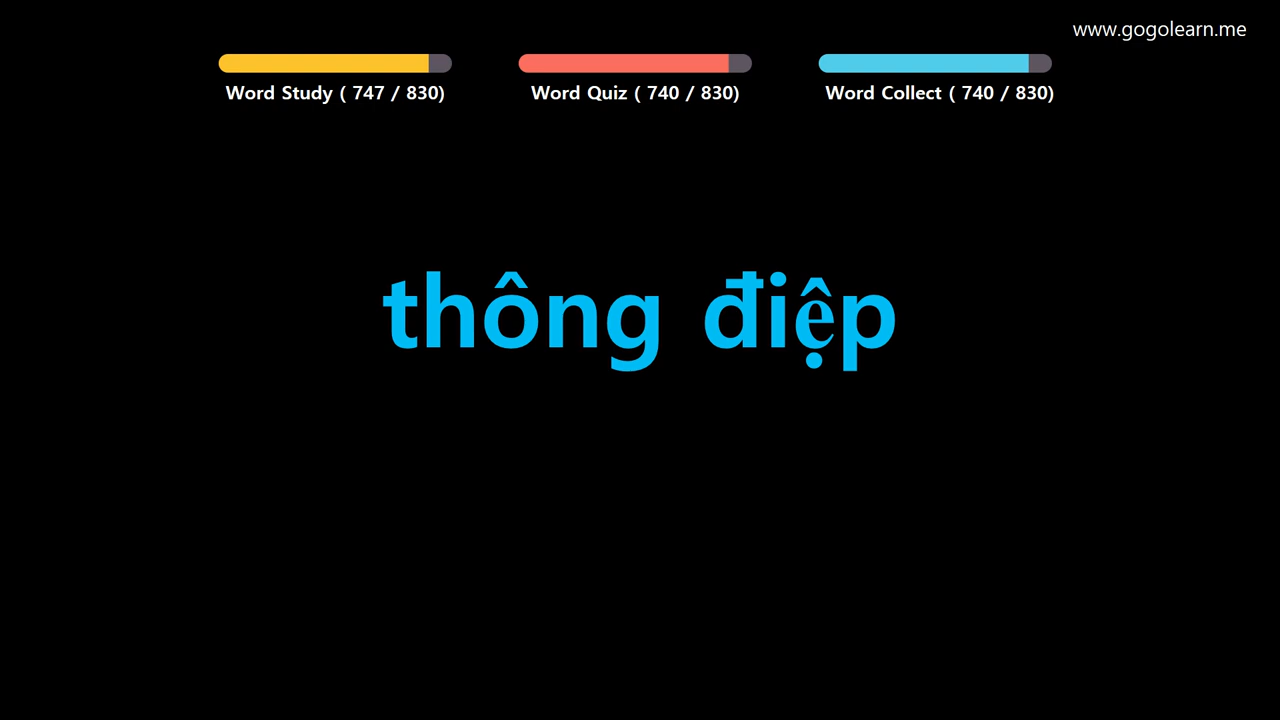 www.gogolearn.me
Word Study ( 747 / 830)
Word Quiz ( 740 / 830)
Word Collect ( 740 / 830)
thông điệp